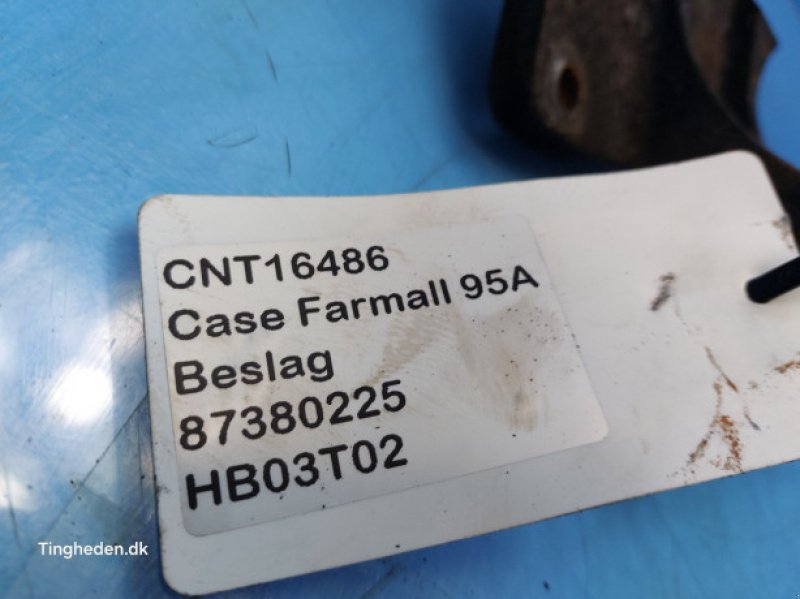 CNT16486
Case Farmall 95A
Beslag
87380225
HB03T02
Tingheden.dk